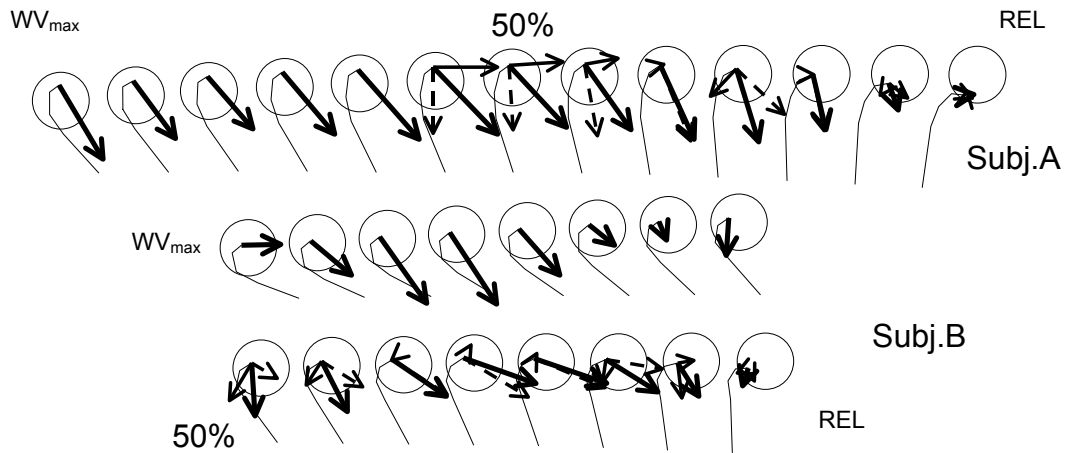 WVmax 50% REL
Subj.A
WVmax
Subj.B
50% REL